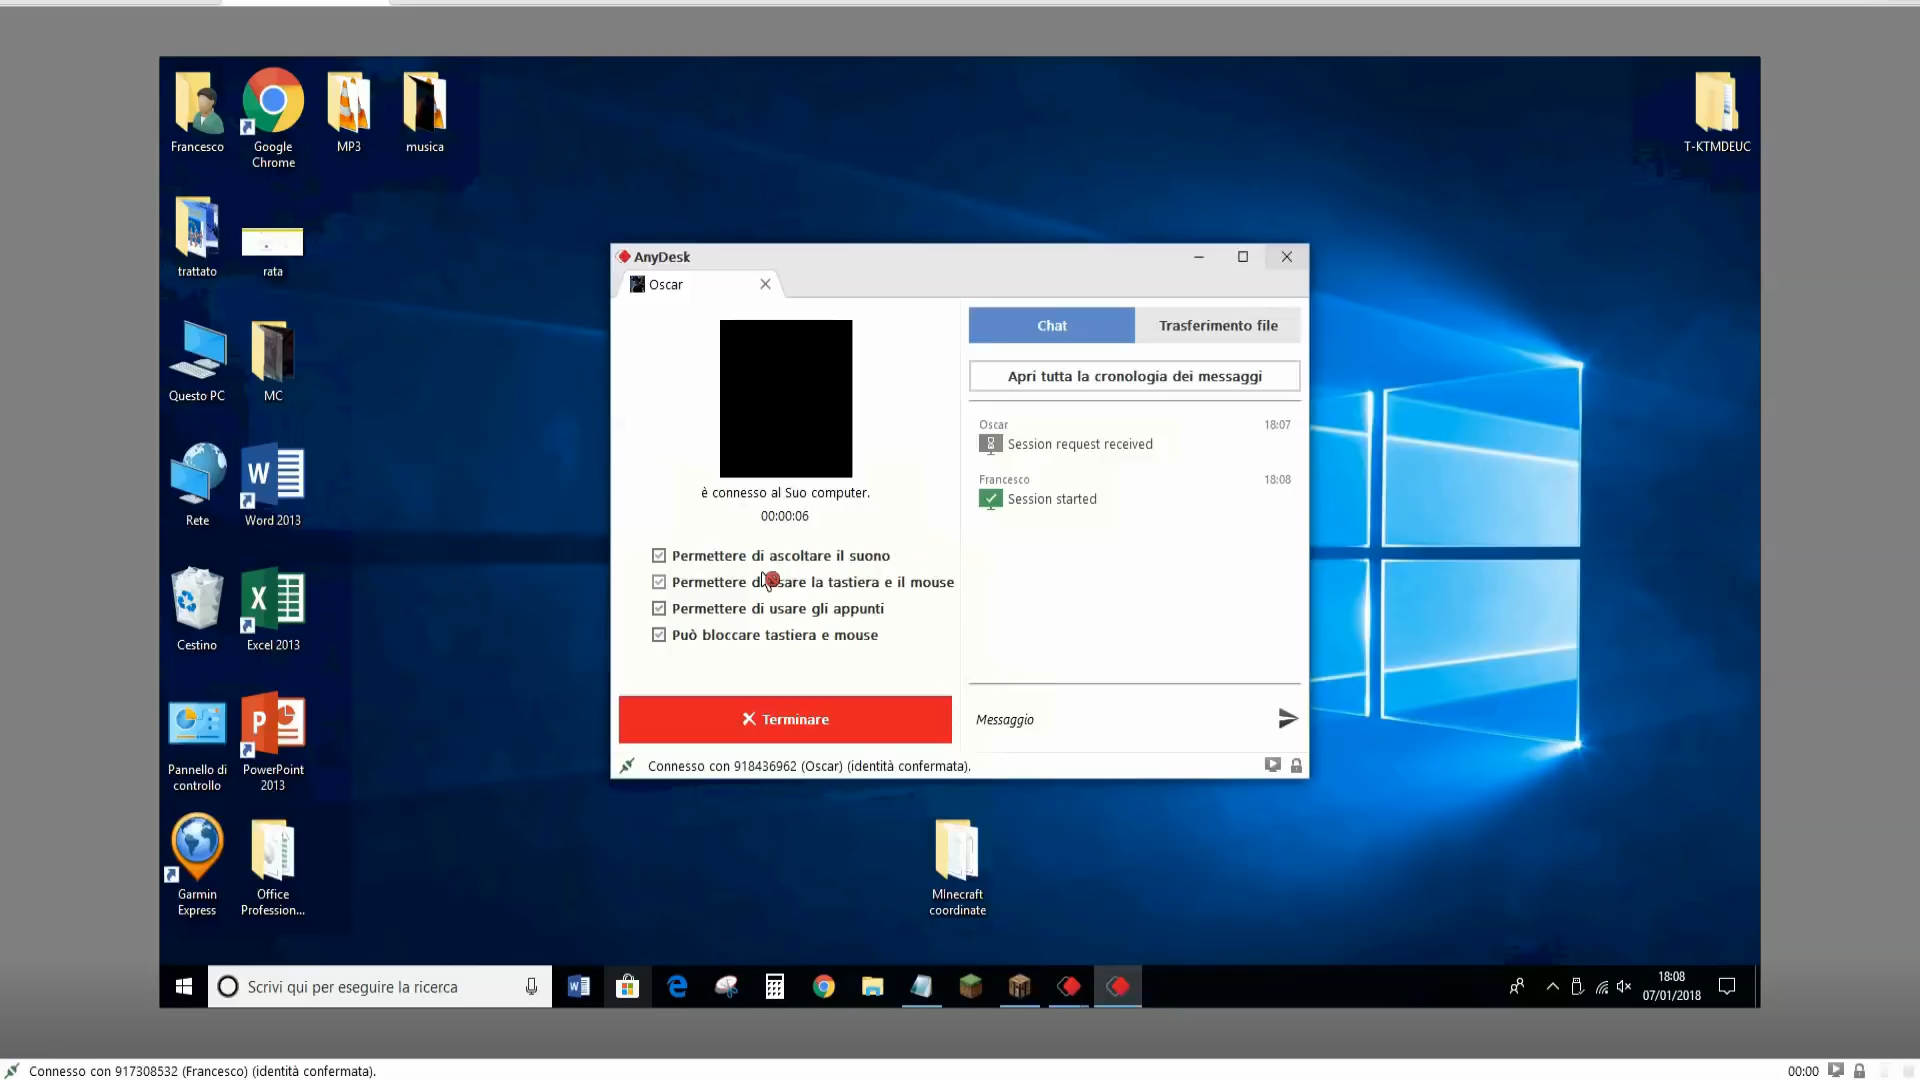 Francesco
Google
Chrome
MP3
musica
T-KTMDEUC
trattato
rata
Questo PC
MC
Rete
Word 2013
Cestino
Excel 2013
Pannello di
controllo
PowerPoint
2013
Garmin
Express
Office
Profession...
MInecraft
coordinate
AnyDesk
Oscar
è connesso al Suo computer.
00:00:06
Permettere di ascoltare il suono
Permettere di usare la tastiera e il mouse
Permettere di usare gli appunti
Può bloccare tastiera e mouse
Terminare
Chat
Trasferimento file
Apri tutta la cronologia dei messaggi
Oscar 18:07
Session request received
Francesco 18:08
Session started
Messaggio
Connesso con 918436962 (Oscar) (identità confermata).
Scrivi qui per eseguire la ricerca
18:08
07/01/2018
Connesso con 917308532 (Francesco) (identità confermata).
00:00